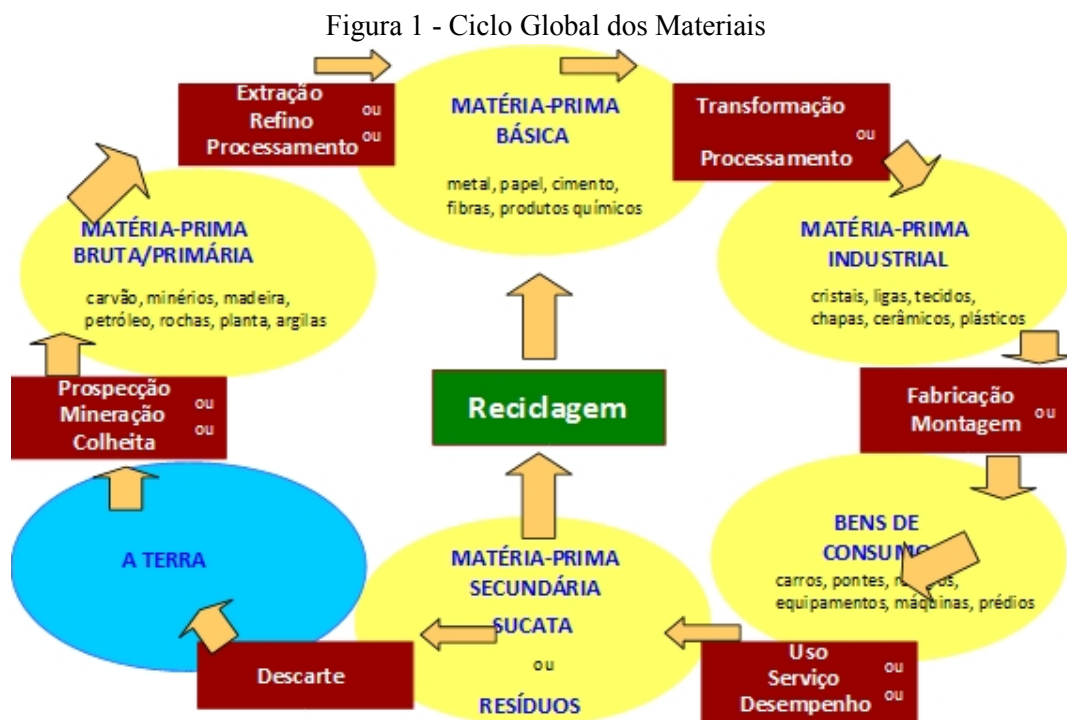 Figura 1 - Ciclo Global dos Materiais
Extração ou
Refino ou
Processamento
MATÉRIA-PRIMA
BÁSICA
metal, papel, cimento,
fibras, produtos químicos
Transformação
ou
Processamento
MATÉRIA-PRIMA
BRUTA/PRIMÁRIA
carvão, minérios, madeira,
petróleo, rochas, planta, argilas
MATÉRIA-PRIMA
INDUSTRIAL
cristais, ligas, tecidos,
chapas, cerâmicos, plásticos
Prospecção ou
Mineração ou
Colheita
Reciclagem
Fabricação ou
Montagem
A TERRA
MATÉRIA-PRIMA
SECUNDÁRIA
SUCATA
ou
RESÍDUOS
BENS DE
CONSUMO
carros, pontes,
equipamentos, máquinas, prédios
Descarte
Uso ou
Serviço ou
Desempenho